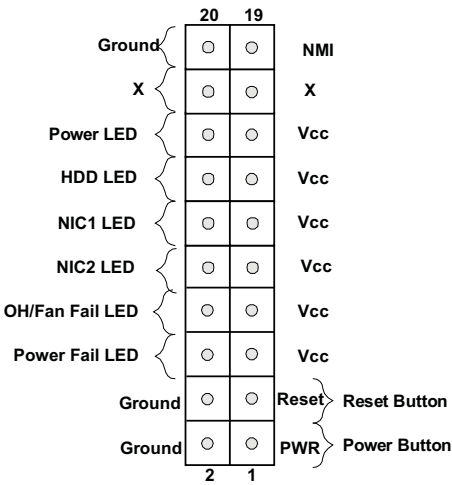 20 19
Ground NMI
X X
Power LED Vcc
HDD LED Vcc
NIC1 LED Vcc
NIC2 LED Vcc
OH/Fan Fail LED Vcc
Power Fail LED Vcc
Ground Reset Reset Button
Ground PWR Power Button
2 1